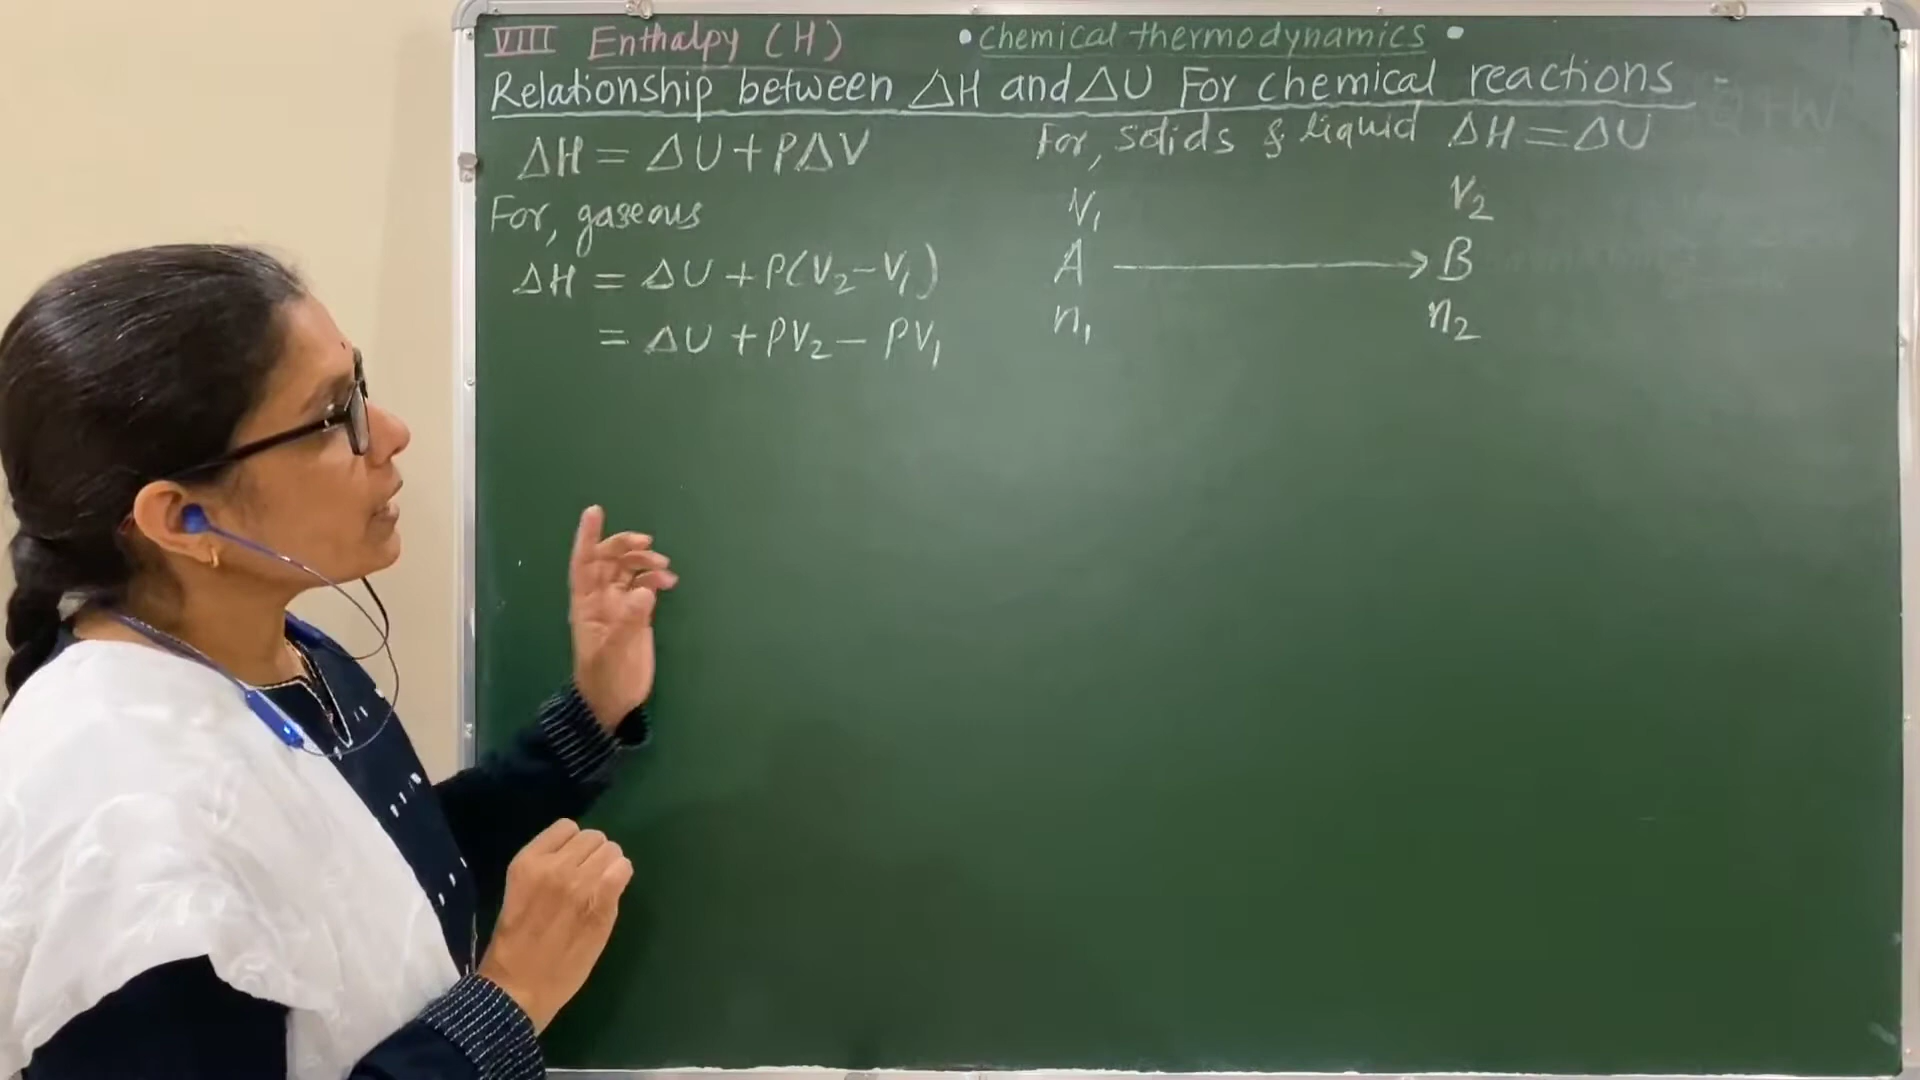 VIII Enthalpy (H)
• Chemical thermodynamics •
Relationship between ΔH and ΔU For chemical reactions
ΔH = ΔU + PΔV
For, gaseous
ΔH = ΔU + P(V₂ − V₁)
= ΔU + PV₂ − PV₁
For, solids & liquid ΔH = ΔU
V₁ V₂
A ⟶ B
n₁ n₂